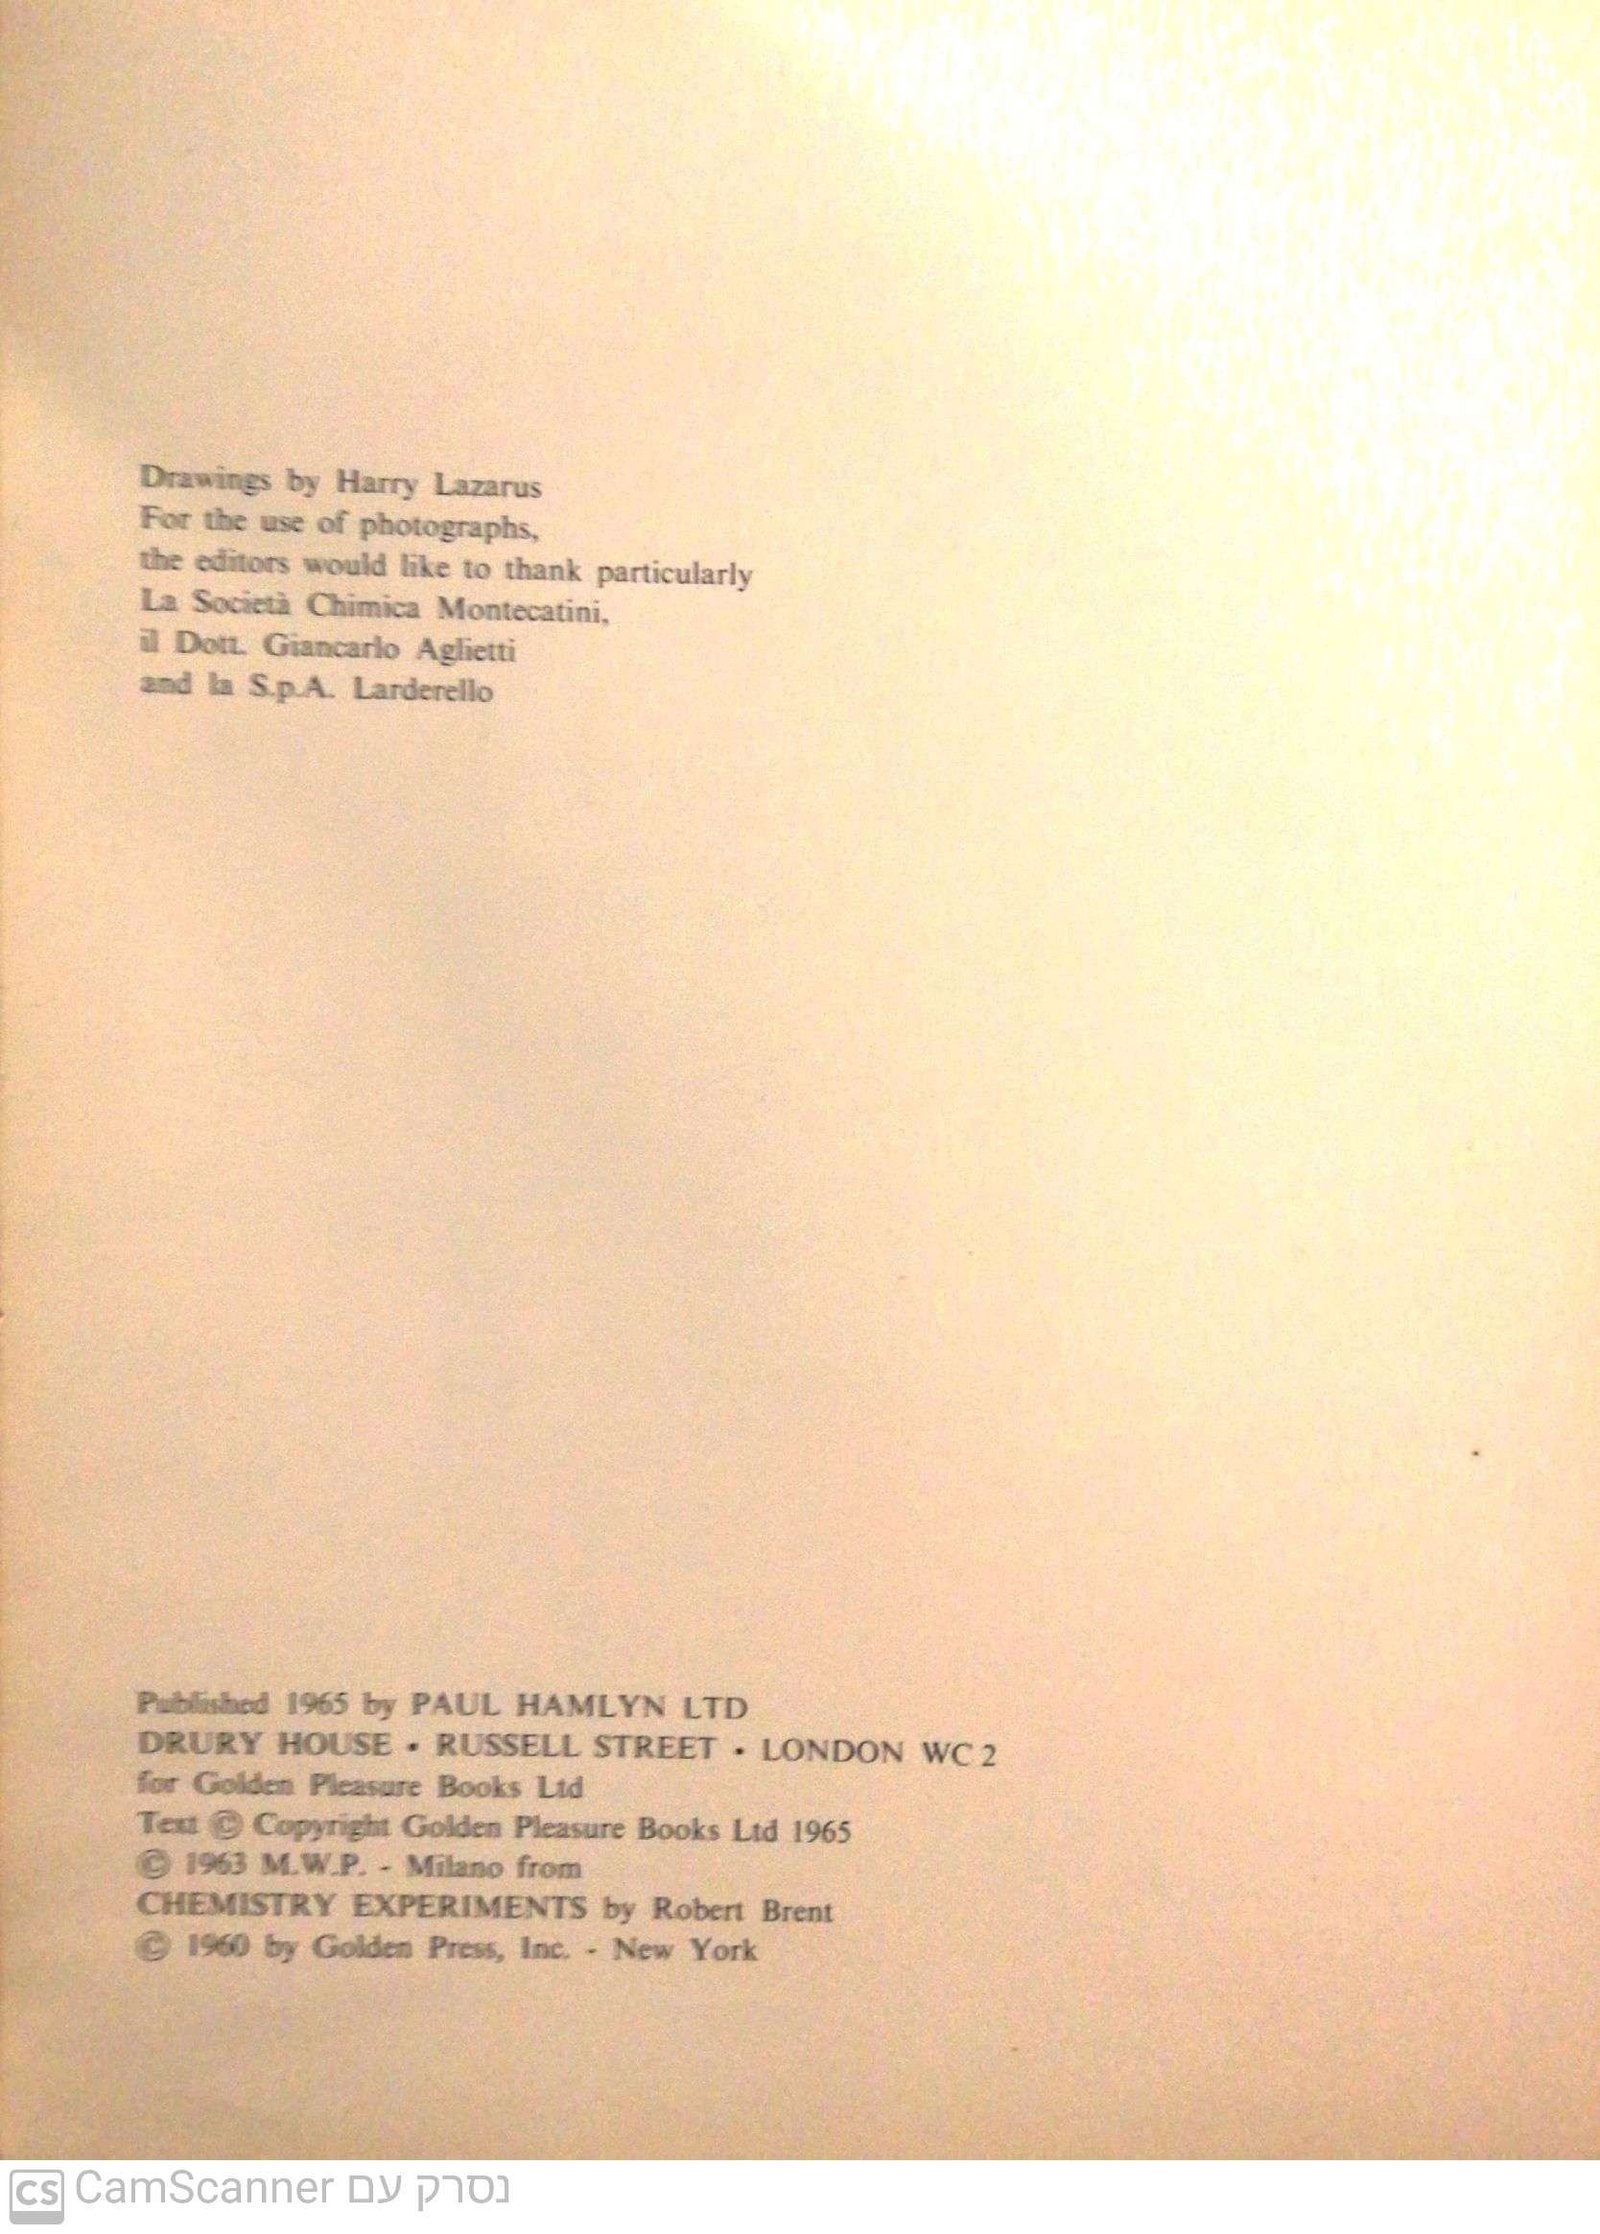 Drawings by Harry Lazarus
For the use of photographs,
the editors would like to thank particularly
La Società Chimica Montecatini,
il Dott. Giancarlo Aglietti
and la S.p.A. Larderello
Published 1965 by PAUL HAMLYN LTD
DRURY HOUSE • RUSSELL STREET • LONDON WC 2
for Golden Pleasure Books Ltd
Text © Copyright Golden Pleasure Books Ltd 1965
© 1963 M.W.P. - Milano from
CHEMISTRY EXPERIMENTS by Robert Brent
© 1960 by Golden Press, Inc. - New York
CS CamScanner נסרק עם